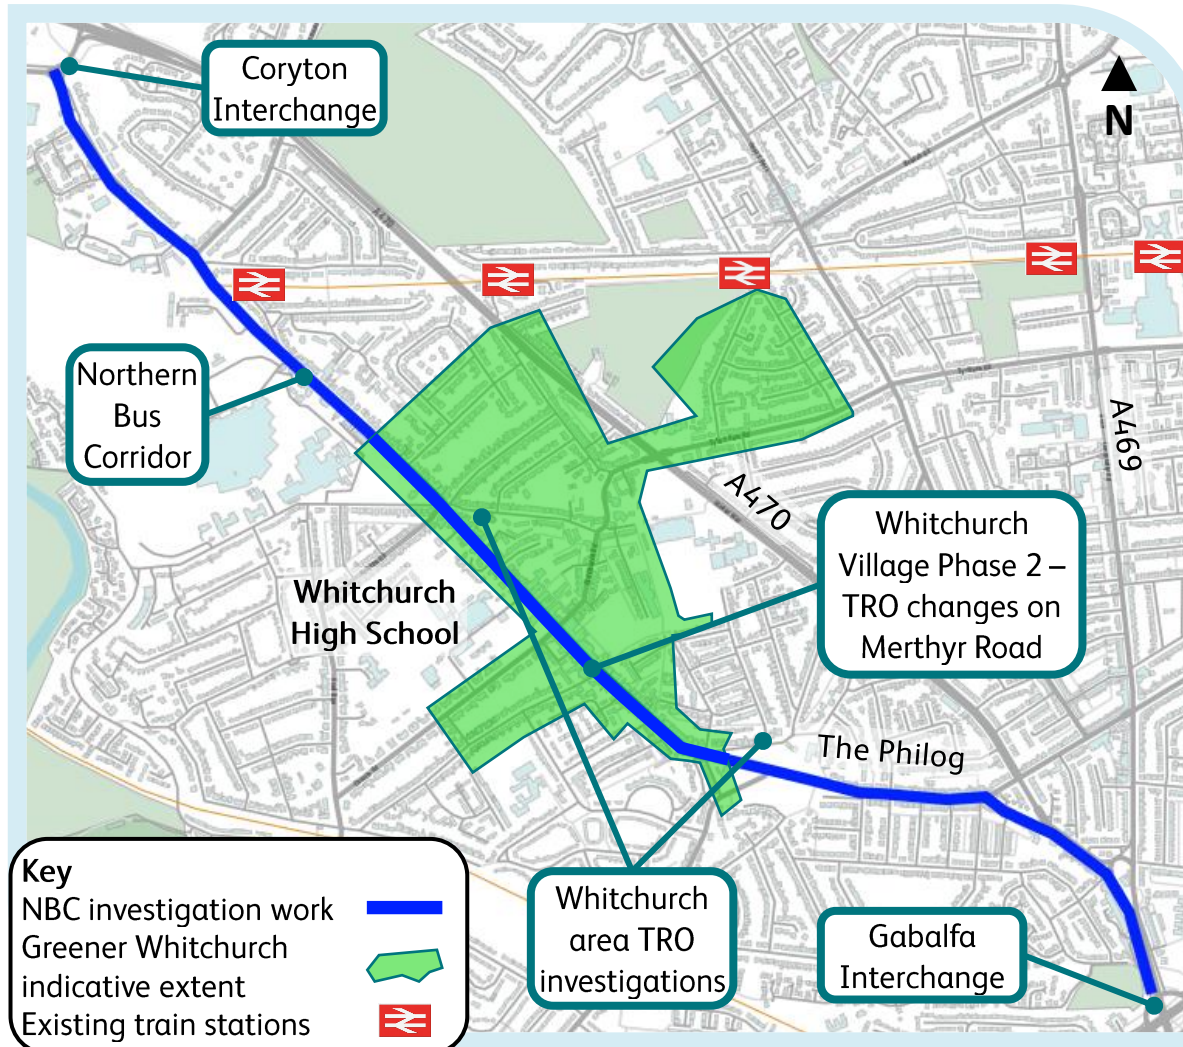 Coryton
Interchange
N
Northern
Bus
Corridor
A469
A470
Whitchurch
Village Phase 2 –
TRO changes on
Merthyr Road
Whitchurch
High School
The Philog
Whitchurch
area TRO
investigations
Gabalfa
Interchange
Key
NBC investigation work
Greener Whitchurch
indicative extent
Existing train stations